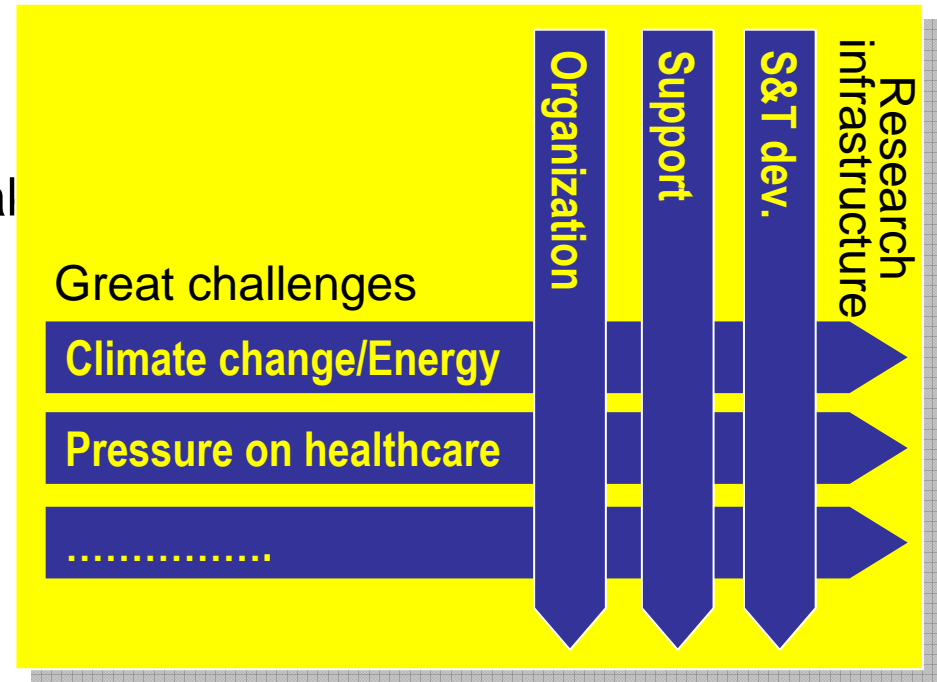 Organization
Support
S&T dev.
Research
infrastructure
Great challenges
Climate change/Energy
Pressure on healthcare
…………….